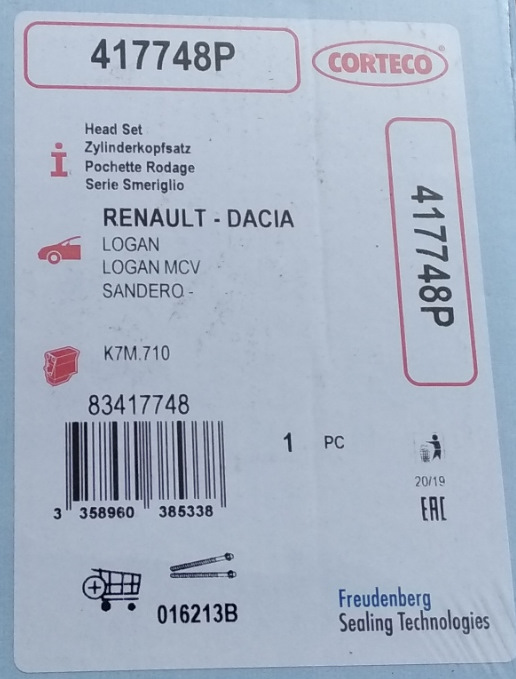 417748P
CORTECO®
Head Set
Zylinderkopfsatz
Pochette Rodage
Serie Smeriglio
RENAULT - DACIA
LOGAN
LOGAN MCV
SANDERO -
417748P
K7M.710
83417748
1 PC
3 358960 385338
20/19
EAC
016213B
Freudenberg
Sealing Technologies